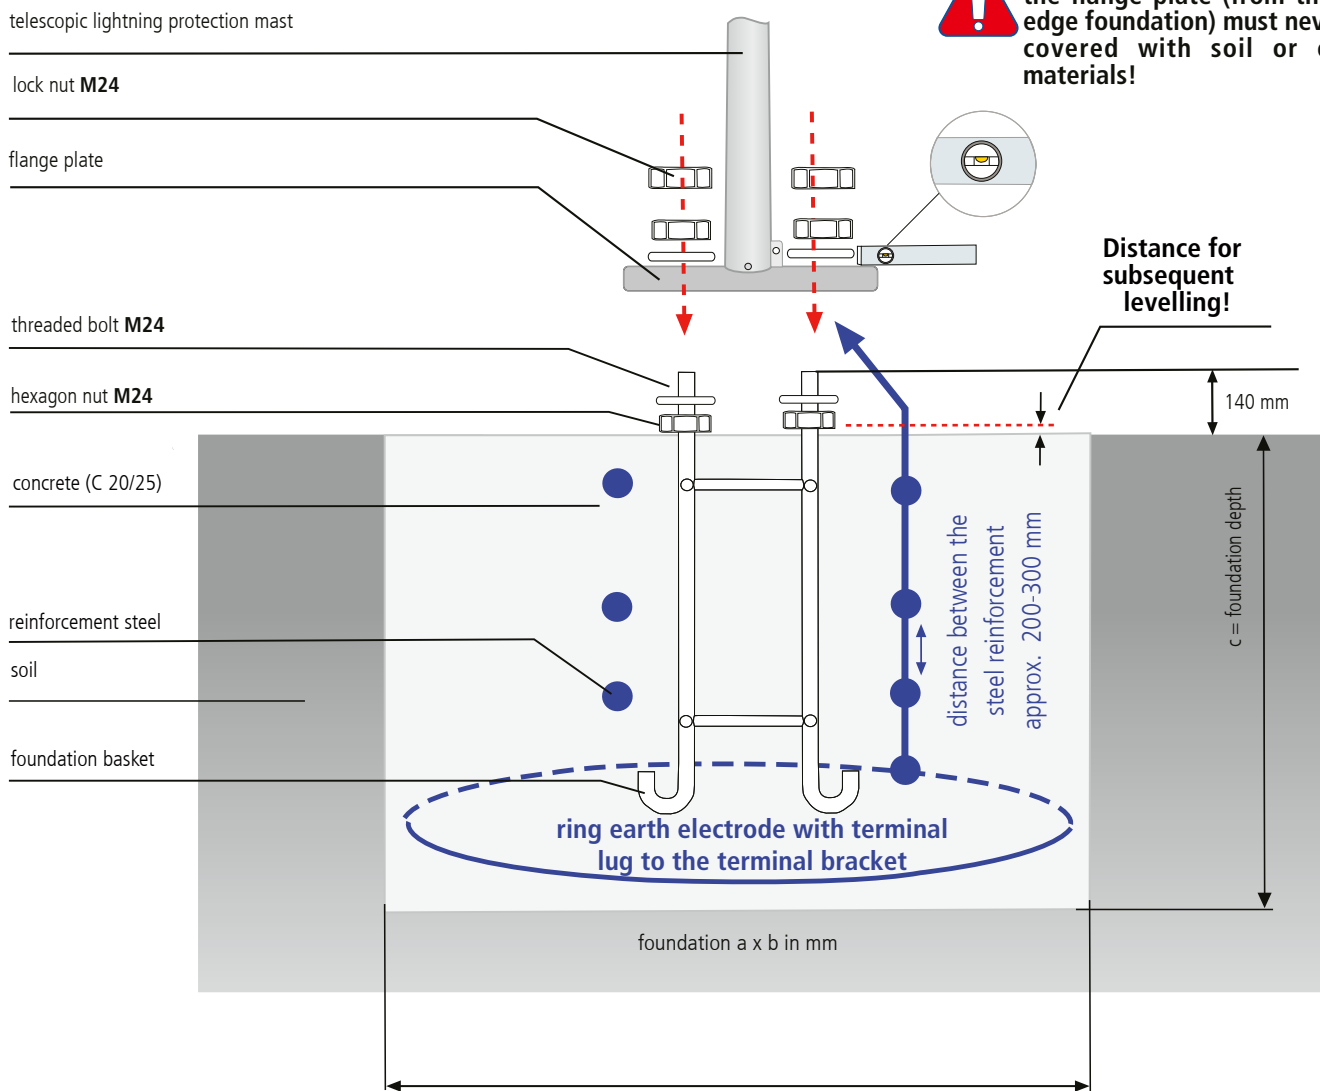 telescopic lightning protection mast
lock nut M24
flange plate
edge foundation) must
covered with soil or
materials!
Distance for
subsequent
levelling!
threaded bolt M24
hexagon nut M24
140 mm
concrete (C 20/25)
reinforcement steel
soil
foundation basket
distance between the
steel reinforcement
approx. 200-300 mm
c = foundation depth
ring earth electrode with terminal
lug to the terminal bracket
foundation a x b in mm